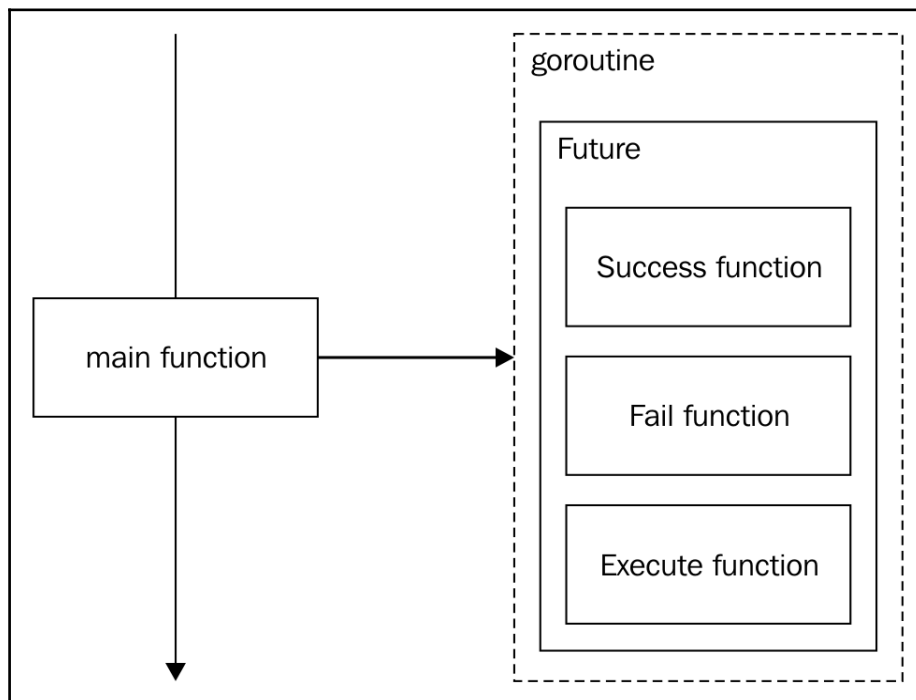 goroutine
Future
Success function
main function
Fail function
Execute function